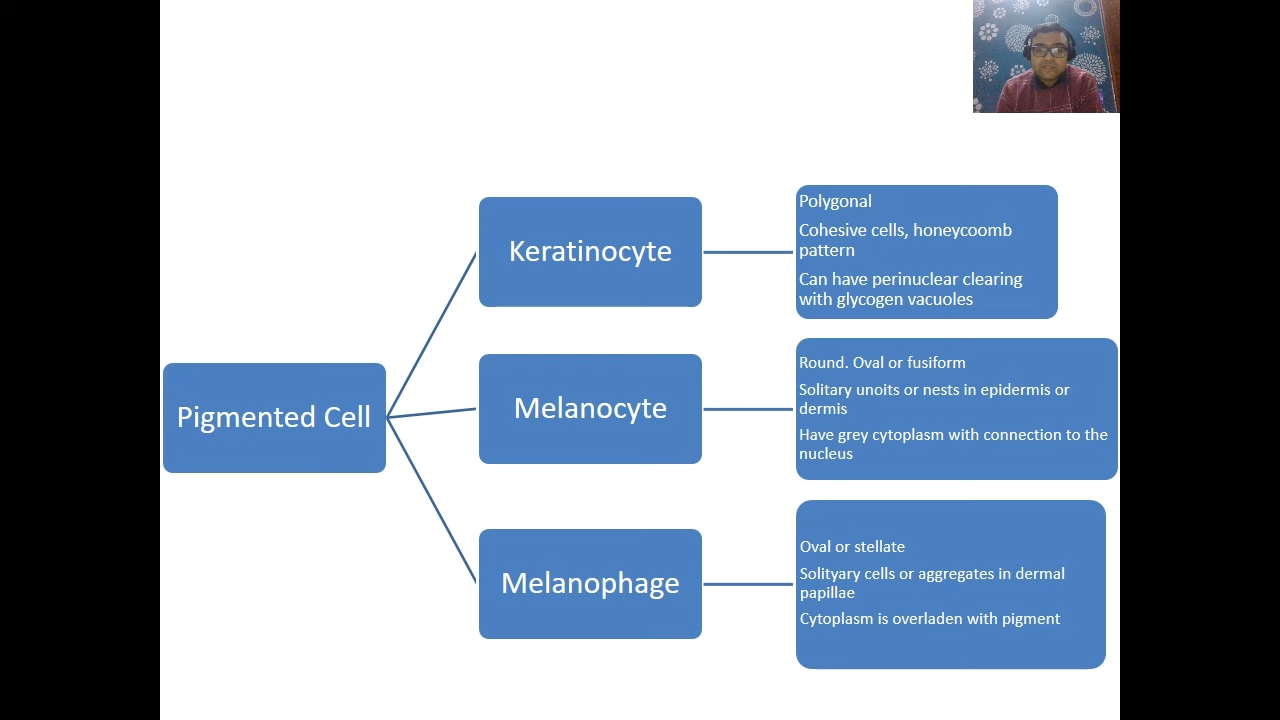 Pigmented Cell
Keratinocyte
Polygonal
Cohesive cells, honeycoomb
pattern
Can have perinuclear clearing
with glycogen vacuoles
Melanocyte
Round. Oval or fusiform
Solitary unoits or nests in epidermis or
dermis
Have grey cytoplasm with connection to the
nucleus
Melanophage
Oval or stellate
Solityary cells or aggregates in dermal
papillae
Cytoplasm is overladen with pigment